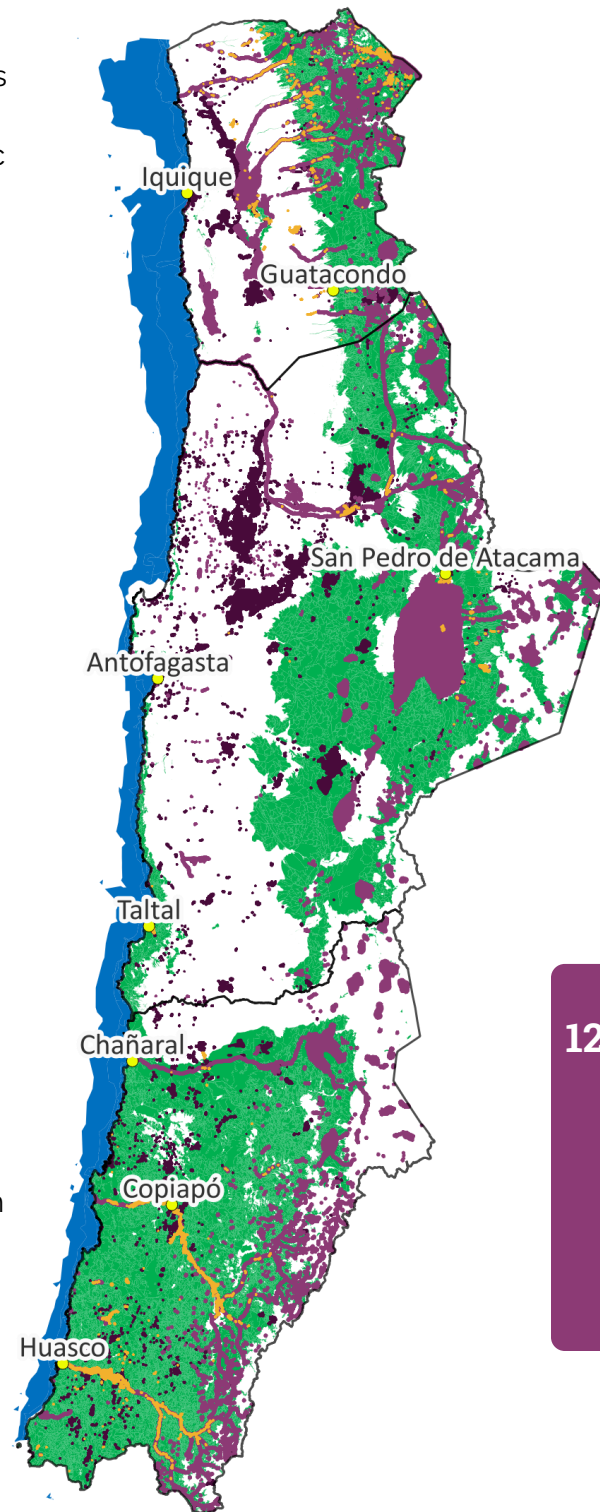 s
c
Iquique
Guatacondo
San Pedro de Atacama
Antofagasta
Taltal
12
Chañaral
Copiapó
n
Huasco